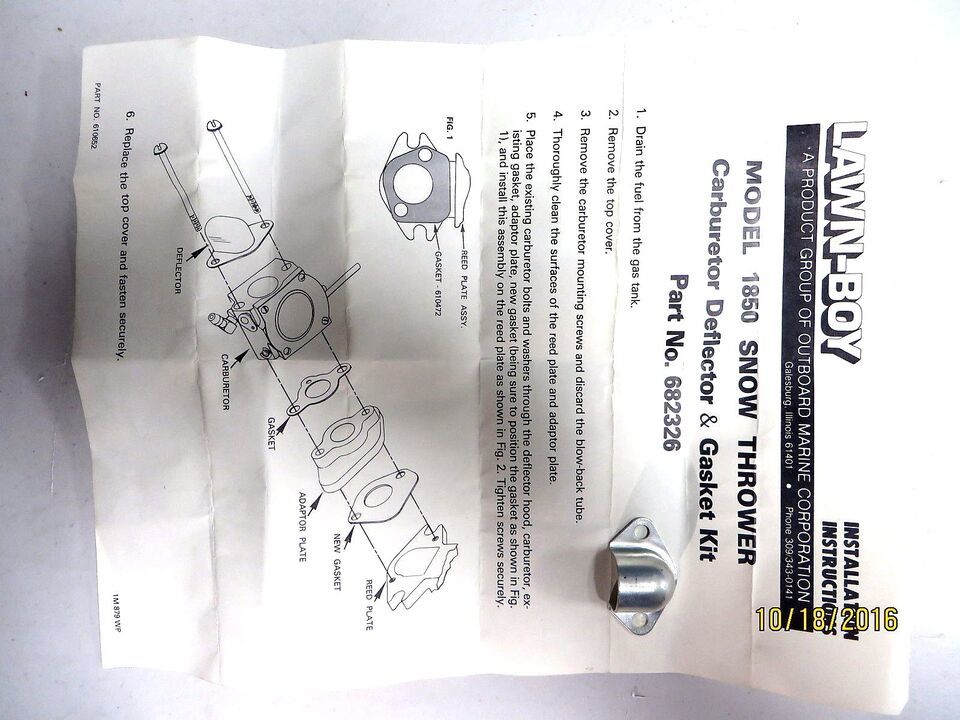 LAWN-BOY
A PRODUCT GROUP OF OUTBOARD MARINE CORPORATION
Galesburg, Illinois 61401 • Phone 309/343-0141
INSTALLATION
INSTRUCTIONS
MODEL 1850 SNOW THROWER
Carburetor Deflector & Gasket Kit
Part No. 682326
1. Drain the fuel from the gas tank.
2. Remove the top cover.
3. Remove the carburetor mounting screws and discard the blow-back tube.
4. Thoroughly clean the surfaces of the reed plate and adaptor plate.
5. Place the existing carburetor bolts and washers through the deflector hood, carburetor, ex-
isting gasket, adaptor plate, new gasket (being sure to position the gasket as shown in Fig.
1), and install this assembly on the reed plate as shown in Fig. 2. Tighten screws securely.
FIG. 1
REED PLATE ASSY.
GASKET - 610472
DEFLECTOR
CARBURETOR
GASKET
ADAPTOR PLATE
NEW GASKET
REED PLATE
6. Replace the top cover and fasten securely.
PART NO. 610652
1M 879 WP
10/18/2016